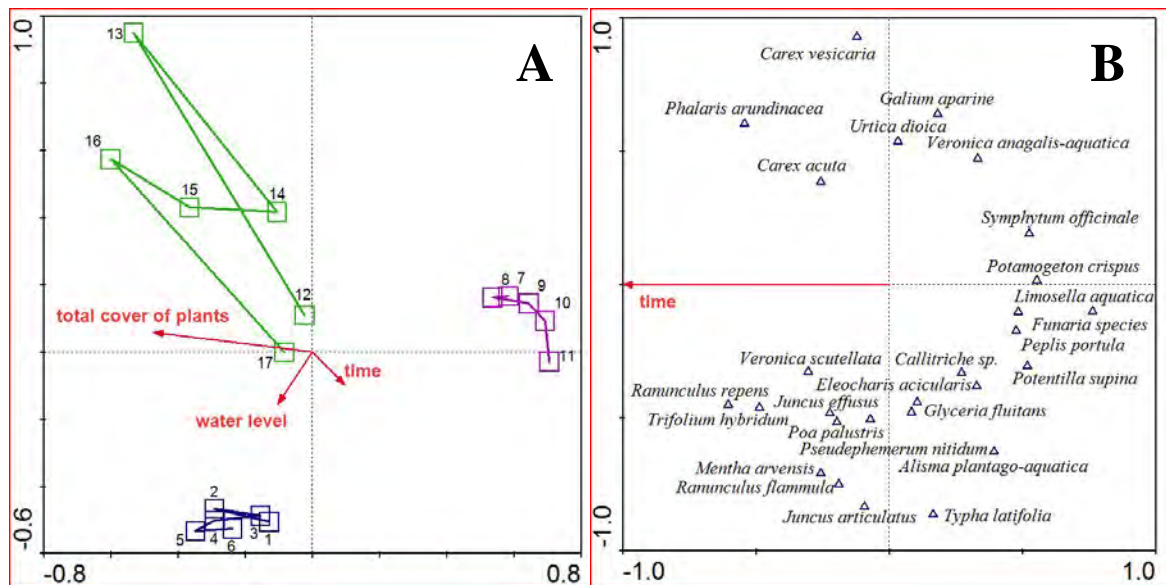 A
1.0
13
16
15
14
12
total cover of plants
17
time
water level
8
7
9
10
11
2
5
4
6
3
1
-0.6
-0.8
0.8
B
1.0
Carex vesicaria
Galium aparine
Phalaris arundinacea
Urtica dioica
Veronica anagalis-aquatica
Carex acuta
Symphytum officinale
Potamogeton crispus
time
Limosella aquatica
Funaria species
Peplis portula
Veronica scutellata
Callitriche sp.
Potentilla supina
Eleocharis acicularis
Ranunculus repens
Juncus effusus
Glyceria fluitans
Trifolium hybridum
Poa palustris
Pseudephemerum nitidum
Mentha arvensis
Alisma plantago-aquatica
Ranunculus flammula
Juncus articulatus
Typha latifolia
-1.0
-1.0
1.0